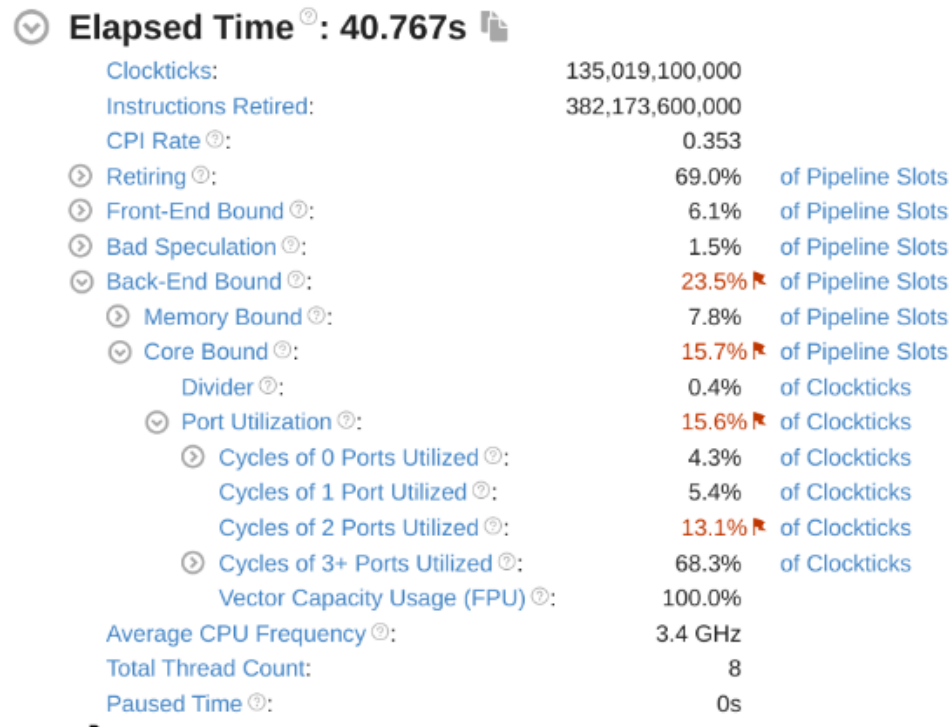 Elapsed Time ?: 40.767s
Clockticks: 135,019,100,000
Instructions Retired: 382,173,600,000
CPI Rate ?: 0.353
Retiring ?: 69.0% of Pipeline Slots
Front-End Bound ?: 6.1% of Pipeline Slots
Bad Speculation ?: 1.5% of Pipeline Slots
Back-End Bound ?: 23.5% of Pipeline Slots
Memory Bound ?: 7.8% of Pipeline Slots
Core Bound ?: 15.7% of Pipeline Slots
Divider ?: 0.4% of Clockticks
Port Utilization ?: 15.6% of Clockticks
Cycles of 0 Ports Utilized ?: 4.3% of Clockticks
Cycles of 1 Port Utilized ?: 5.4% of Clockticks
Cycles of 2 Ports Utilized ?: 13.1% of Clockticks
Cycles of 3+ Ports Utilized ?: 68.3% of Clockticks
Vector Capacity Usage (FPU) ?: 100.0%
Average CPU Frequency ?: 3.4 GHz
Total Thread Count: 8
Paused Time ?: 0s